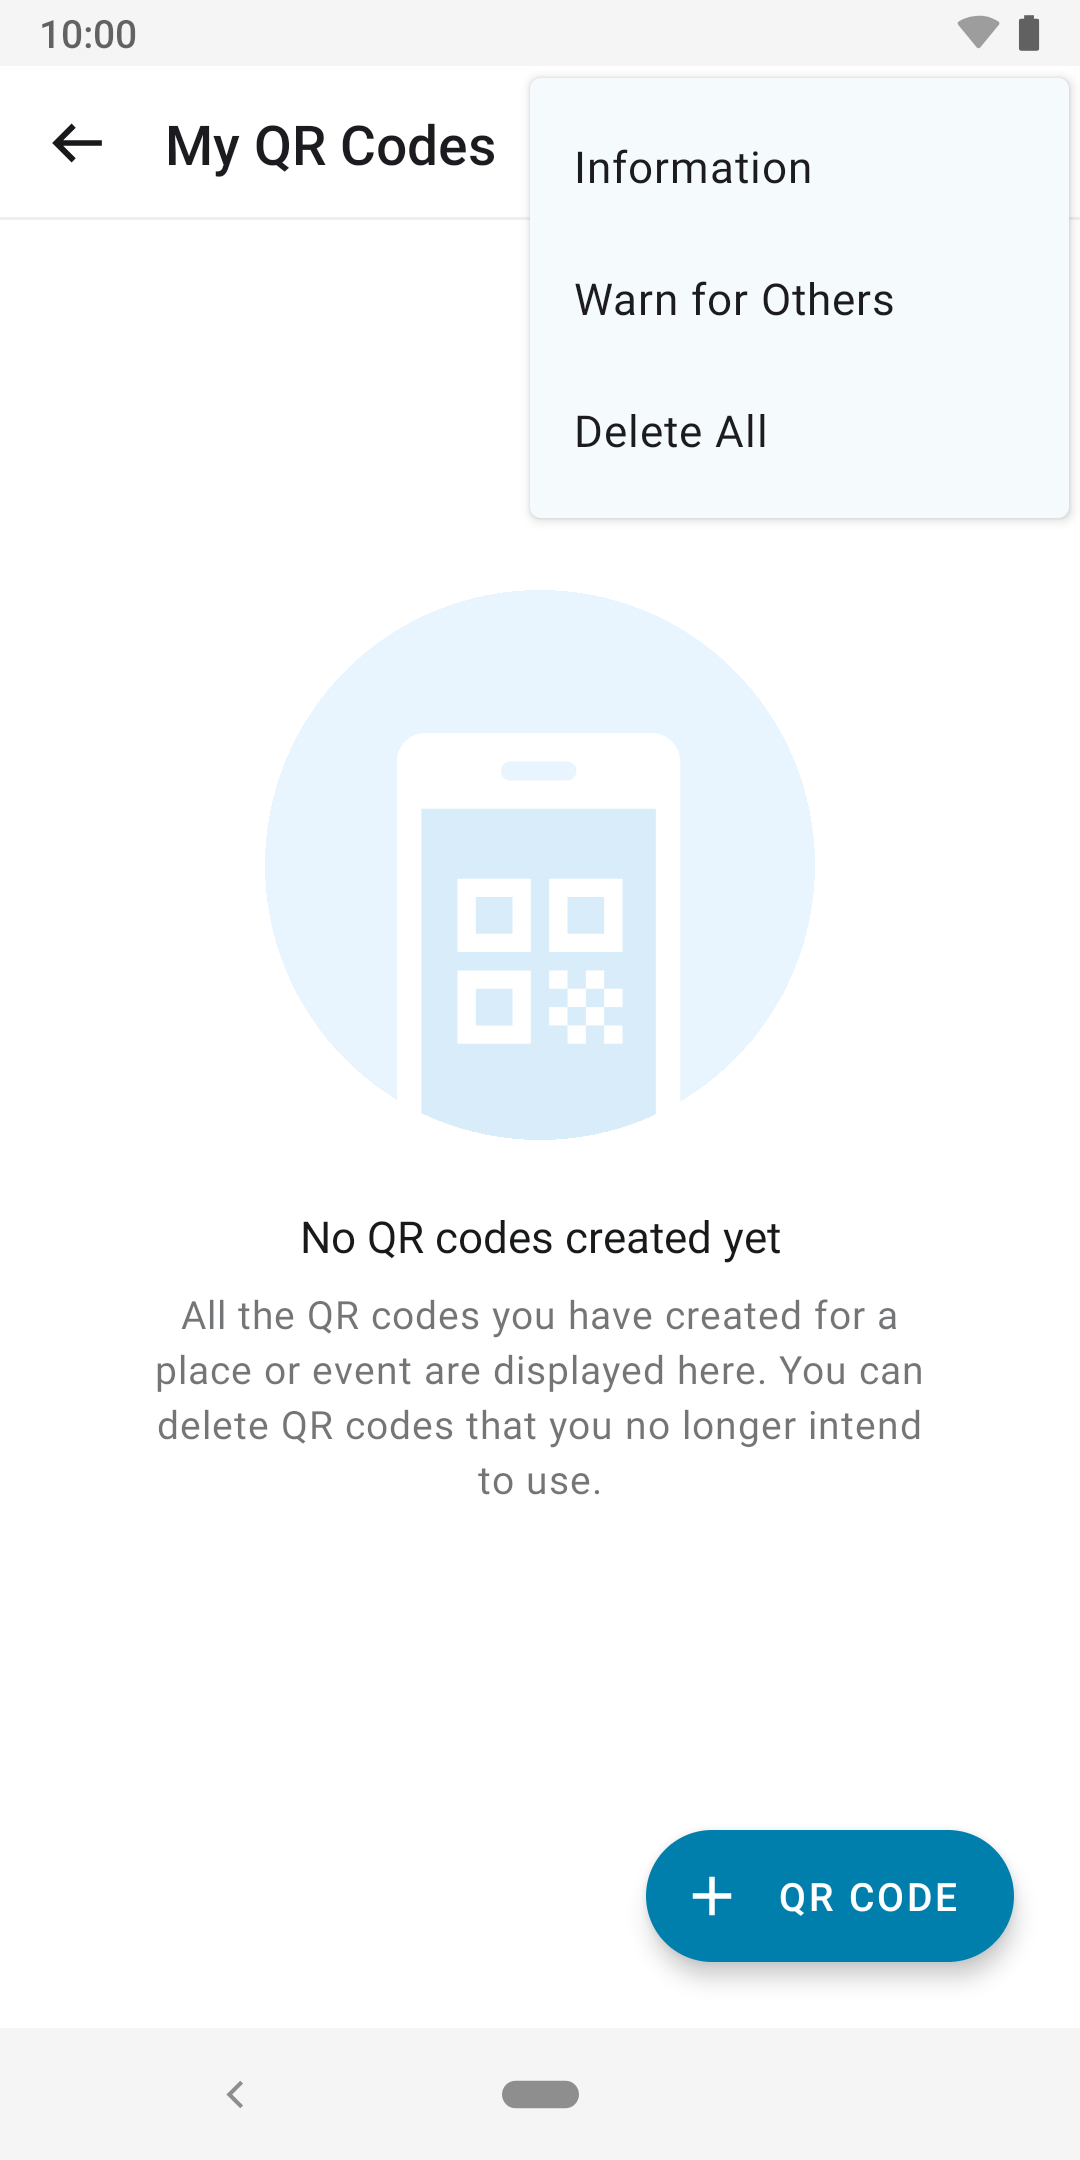 10:00
My QR Codes
Information
Warn for Others
Delete All
No QR codes created yet
All the QR codes you have created for a
place or event are displayed here. You can
delete QR codes that you no longer intend
to use.
QR CODE